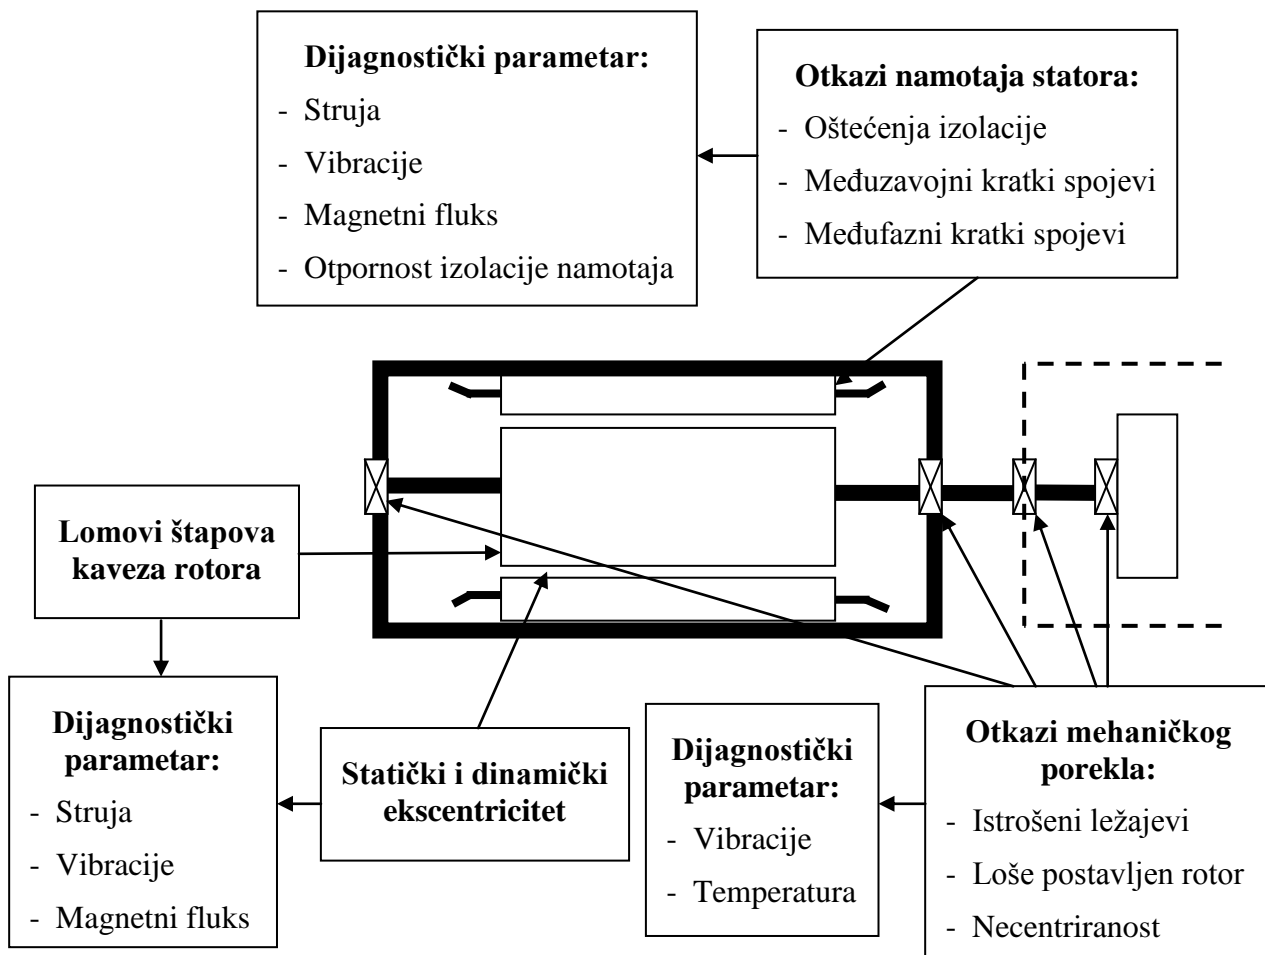 Dijagnostički parametar:
- Struja
- Vibracije
- Magnetni fluks
- Otpornost izolacije namotaja
Otkazi namotaja statora:
- Oštećenja izolacije
- Međuzavojni kratki spojevi
- Međufazni kratki spojevi
Lomovi štapova
kaveza rotora
Dijagnostički
parametar:
- Struja
- Vibracije
- Magnetni fluks
Statički i dinamički
ekscentricitet
Dijagnostički
parametar:
- Vibracije
- Temperatura
Otkazi mehaničkog
porekla:
- Istrošeni ležajevi
- Loše postavljen rotor
- Necentriranost